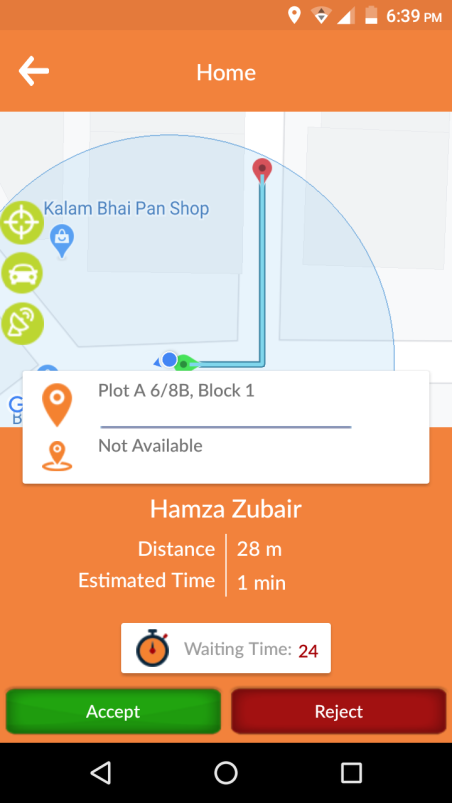 6:39 PM
Home
Kalam Bhai Pan Shop
Plot A 6/8B, Block 1
Not Available
Hamza Zubair
Distance 28 m
Estimated Time 1 min
Waiting Time: 24
Accept Reject